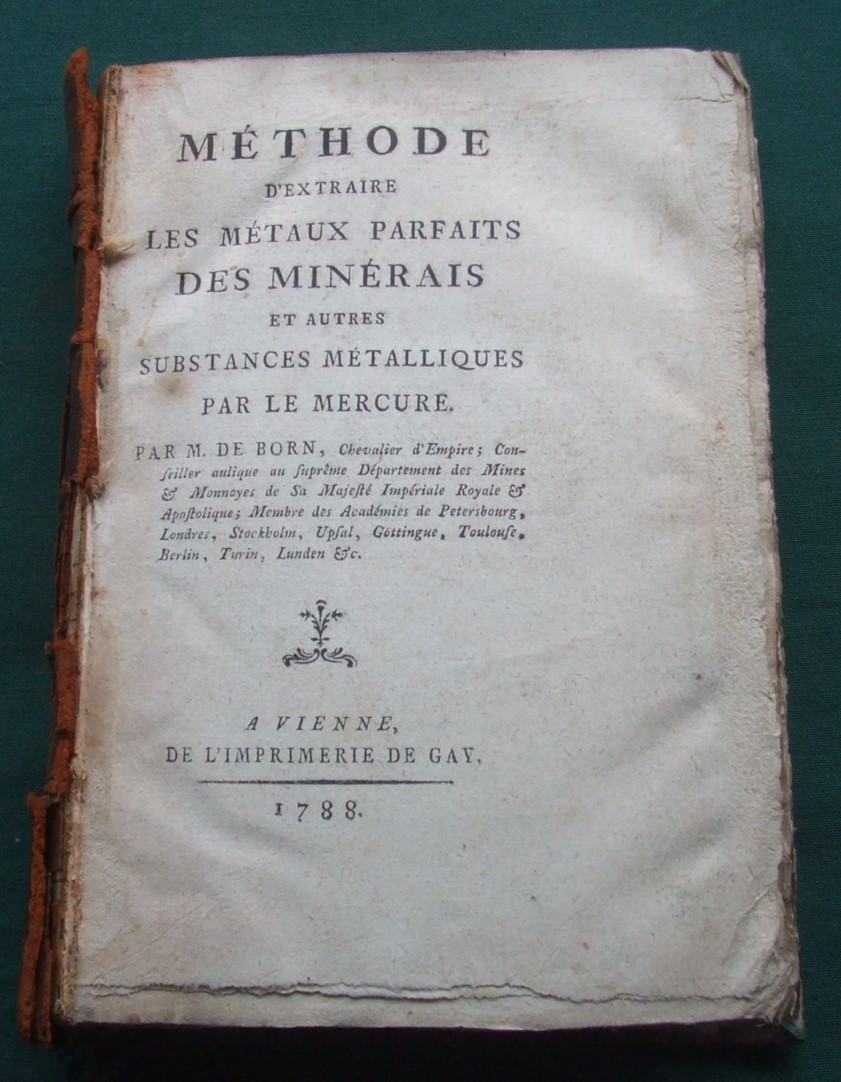 MÉTHODE
D'EXTRAIRE
LES MÉTAUX PARFAITS
DES MINÉRAIS
ET AUTRES
SUBSTANCES MÉTALLIQUES
PAR LE MERCURE.
PAR M. DE BORN, Chevalier d'Empire; Con-
ſeiller aulique au ſuprême Département des Mines
& Monnoyes de Sa Majeſté Impériale Royale &
Apoſtolique; Membre des Académies de Petersbourg,
Londres, Stockholm, Upſal, Göttingue, Toulouſe,
Berlin, Turin, Lunden &c.
A VIENNE,
DE L'IMPRIMERIE DE GAY.
1788.